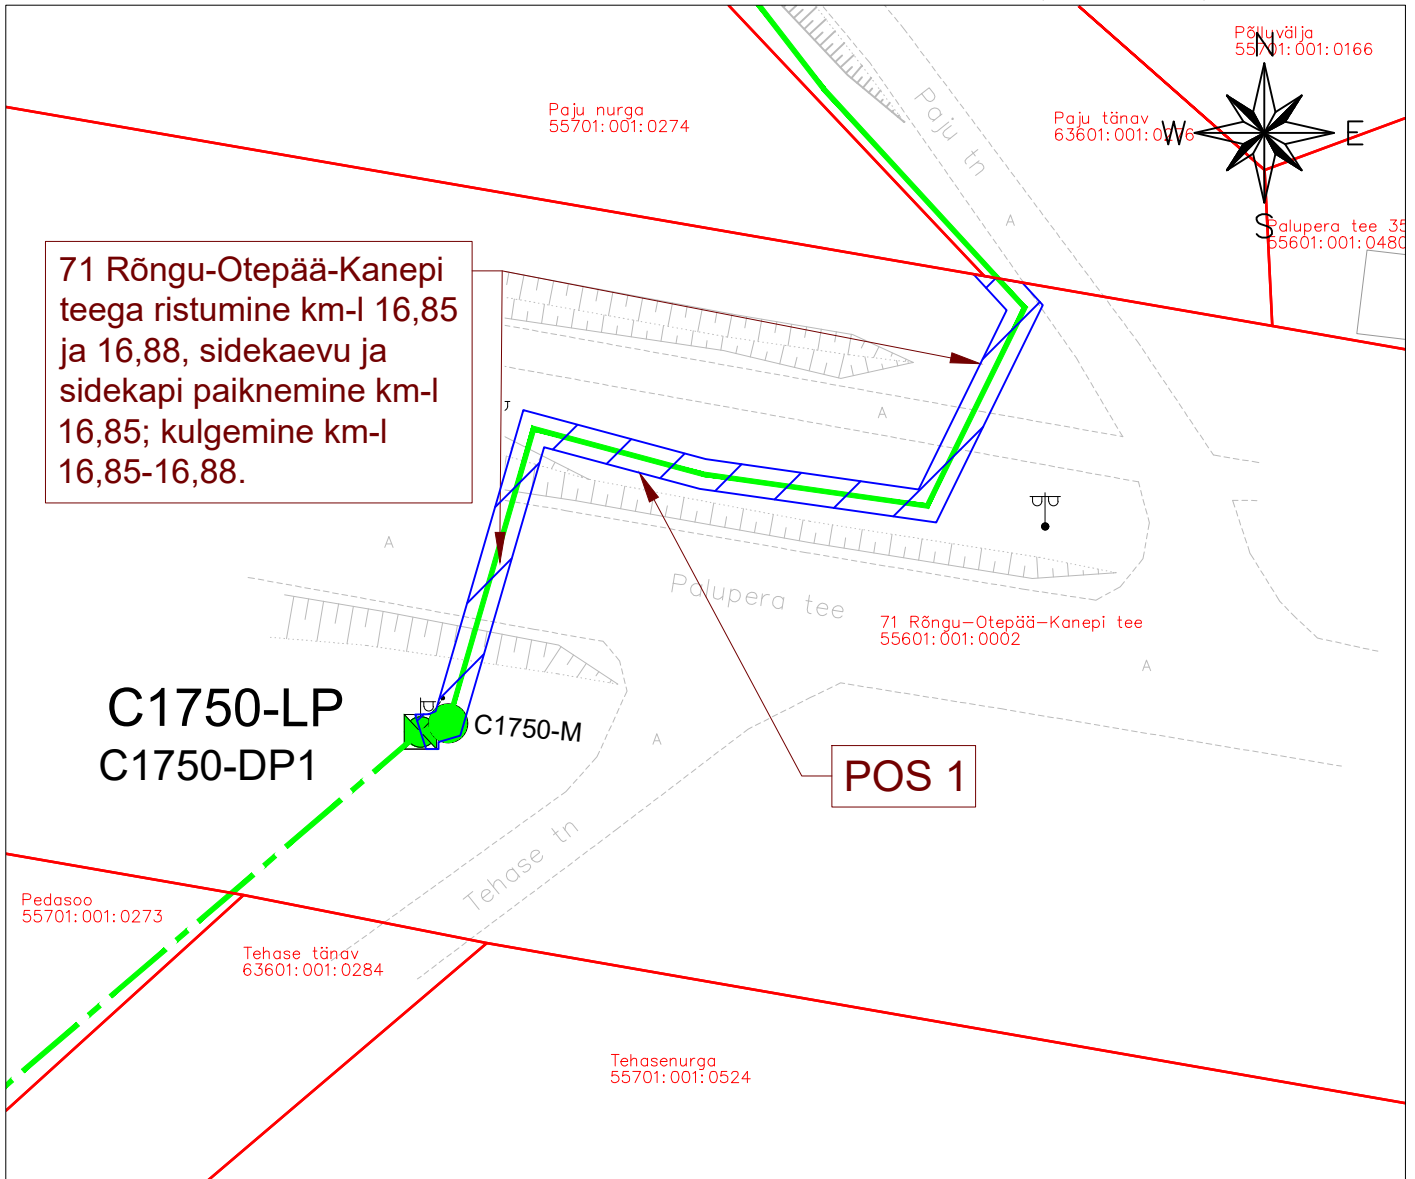 Põlluvälja
55701:001:0166
N
W
E
S
Paju nurga
55701:001:0274
Paju tn
Paju tänav
63601:001:0276
Palupera tee 35
55601:001:0480
71 Rõngu-Otepää-Kanepi
teega ristumine km-l 16,85
ja 16,88, sidekaevu ja
sidekapi paiknemine km-l
16,85; kulgemine km-l
16,85-16,88.
A
A
A
Palupera tee
71 Rõngu-Otepää-Kanepi tee
55601:001:0002
A
A
C1750-LP
C1750-DP1
C1750-M
POS 1
Tehase tn
Pedasoo
55701:001:0273
Tehase tänav
63601:001:0284
Tehasenurga
55701:001:0524